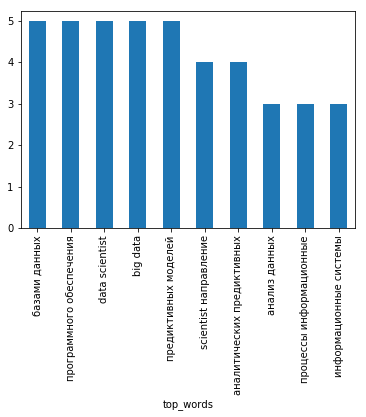 5
4
3
2
1
0
базами данных
программного обеспечения
data scientist
big data
предиктивных моделей
scientist направление
аналитических предиктивных
анализ данных
процессы информационные
информационные системы
top_words